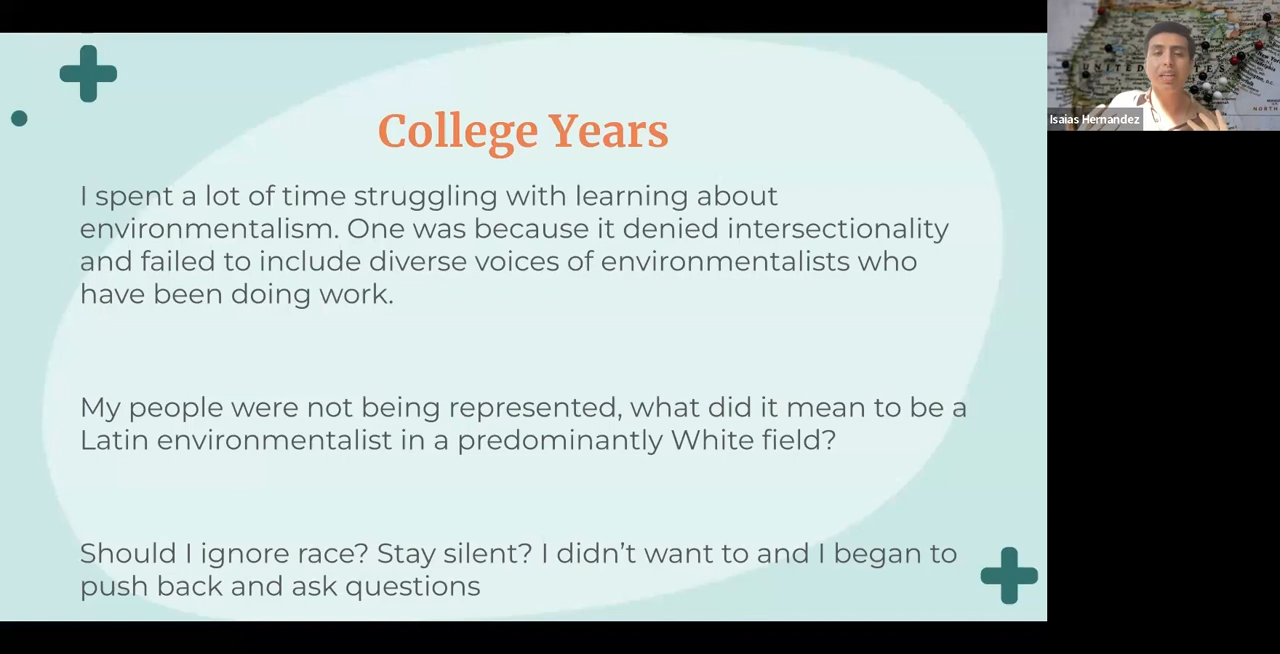 College Years
I spent a lot of time struggling with learning about
environmentalism. One was because it denied intersectionality
and failed to include diverse voices of environmentalists who
have been doing work.
My people were not being represented, what did it mean to be a
Latin environmentalist in a predominantly White field?
Should I ignore race? Stay silent? I didn’t want to and I began to
push back and ask questions
UNITED
TES
NORTH
Isaias Hernandez